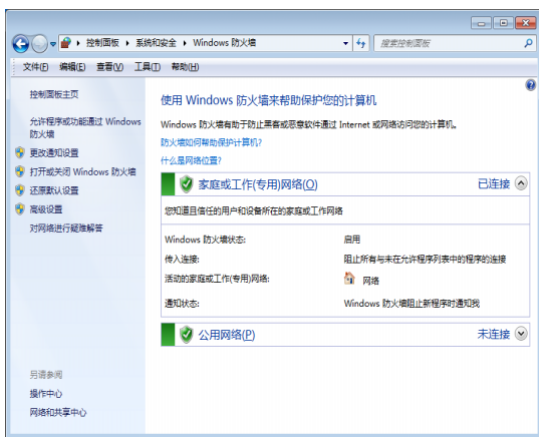 控制面板 ▸ 系统和安全 ▸ Windows 防火墙
搜索控制面板
文件(F) 编辑(E) 查看(V) 工具(T) 帮助(H)
控制面板主页
允许程序或功能通过 Windows
防火墙
更改通知设置
打开或关闭 Windows 防火墙
还原默认设置
高级设置
对网络进行疑难解答
另请参阅
操作中心
网络和共享中心
使用 Windows 防火墙来帮助保护您的计算机
Windows 防火墙有助于防止黑客或恶意软件通过 Internet 或网络访问您的计算机。
防火墙如何帮助保护计算机?
什么是网络位置?
家庭或工作(专用)网络(O) 已连接
您知道且信任的用户和设备所在的家庭或工作网络
Windows 防火墙状态: 启用
传入连接: 阻止所有与未在允许程序列表中的程序的连接
活动的家庭或工作(专用)网络: 网络
通知状态: Windows 防火墙阻止新程序时通知我
公用网络(P) 未连接